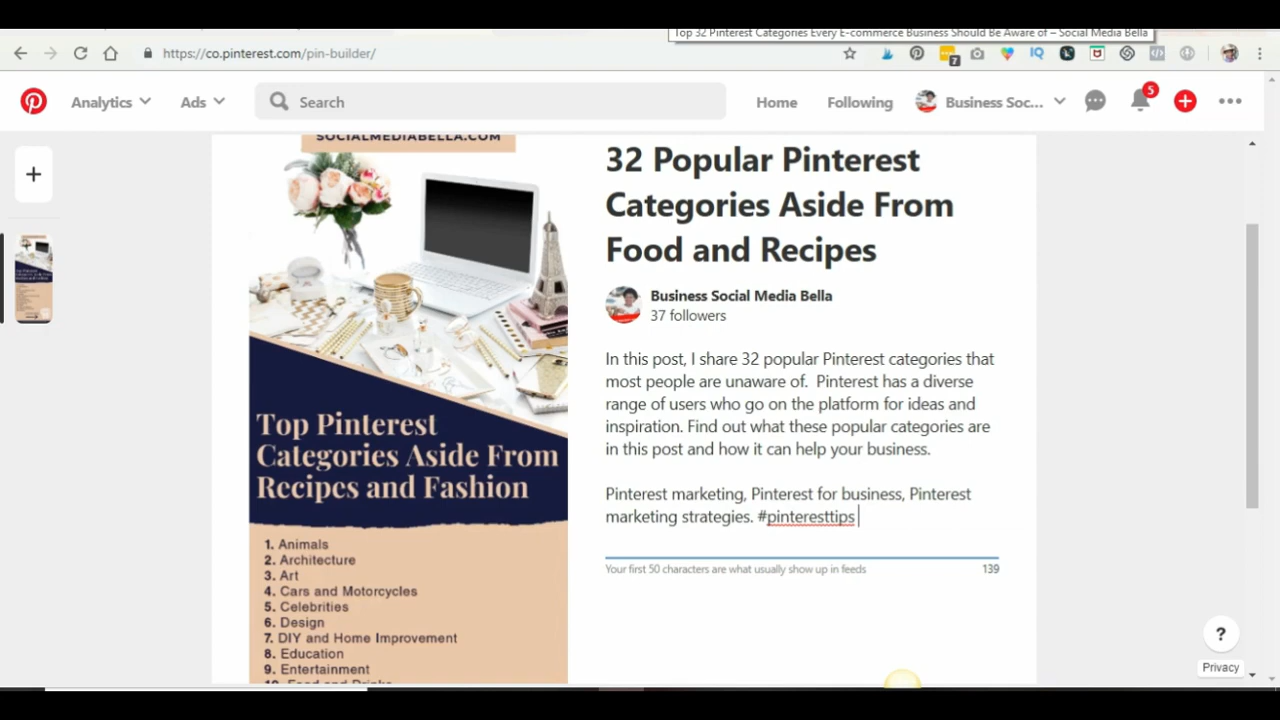 Top 32 Pinterest Categories Every E-commerce Business Should Be Aware of – Social Media Bella
https://co.pinterest.com/pin-builder/
7
Analytics
Ads
Search
Home
Following
Business Soc...
5
SOCIALMEDIABELLA.COM
Top Pinterest
Categories Aside From
Recipes and Fashion
1. Animals
2. Architecture
3. Art
4. Cars and Motorcycles
5. Celebrities
6. Design
7. DIY and Home Improvement
8. Education
9. Entertainment
10. Food and Drinks
32 Popular Pinterest
Categories Aside From
Food and Recipes
Business Social Media Bella
37 followers
In this post, I share 32 popular Pinterest categories that
most people are unaware of.  Pinterest has a diverse
range of users who go on the platform for ideas and
inspiration. Find out what these popular categories are
in this post and how it can help your business.
Pinterest marketing, Pinterest for business, Pinterest
marketing strategies. #pinteresttips
Your first 50 characters are what usually show up in feeds
139
?
Privacy